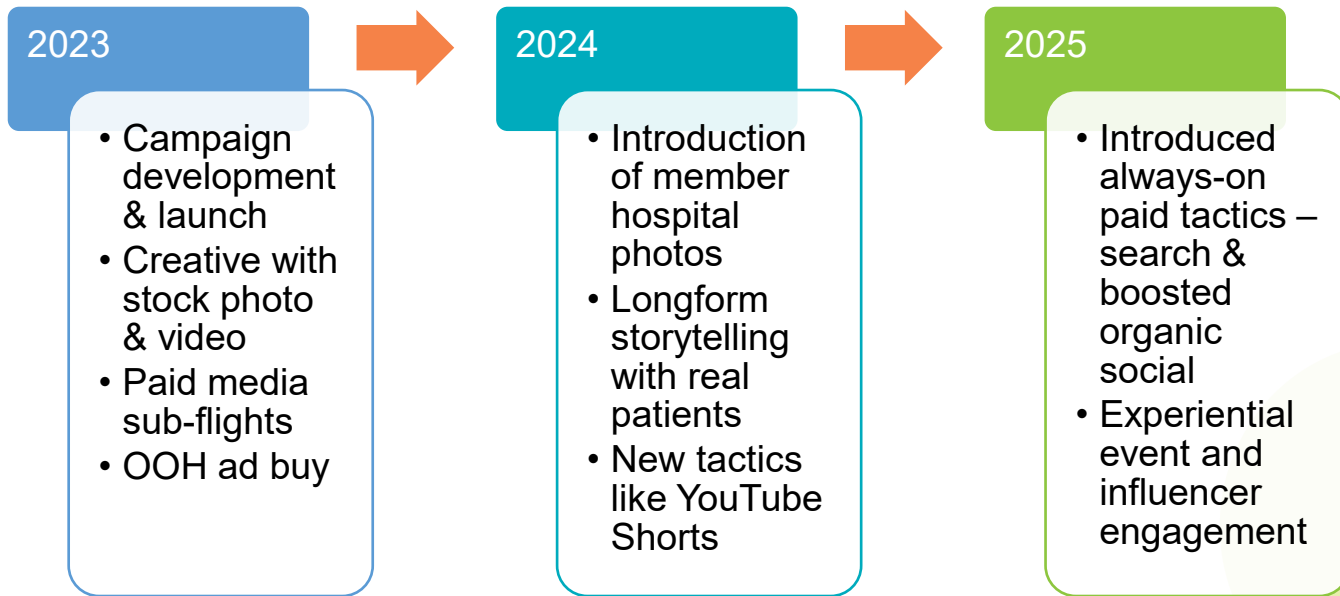 2023
• Campaign
development
& launch
• Creative with
stock photo
& video
• Paid media
sub-flights
• OOH ad buy
2024
• Introduction
of member
hospital
photos
• Longform
storytelling
with real
patients
• New tactics
like YouTube
Shorts
2025
• Introduced
always-on
paid tactics –
search &
boosted
organic
social
• Experiential
event and
influencer
engagement